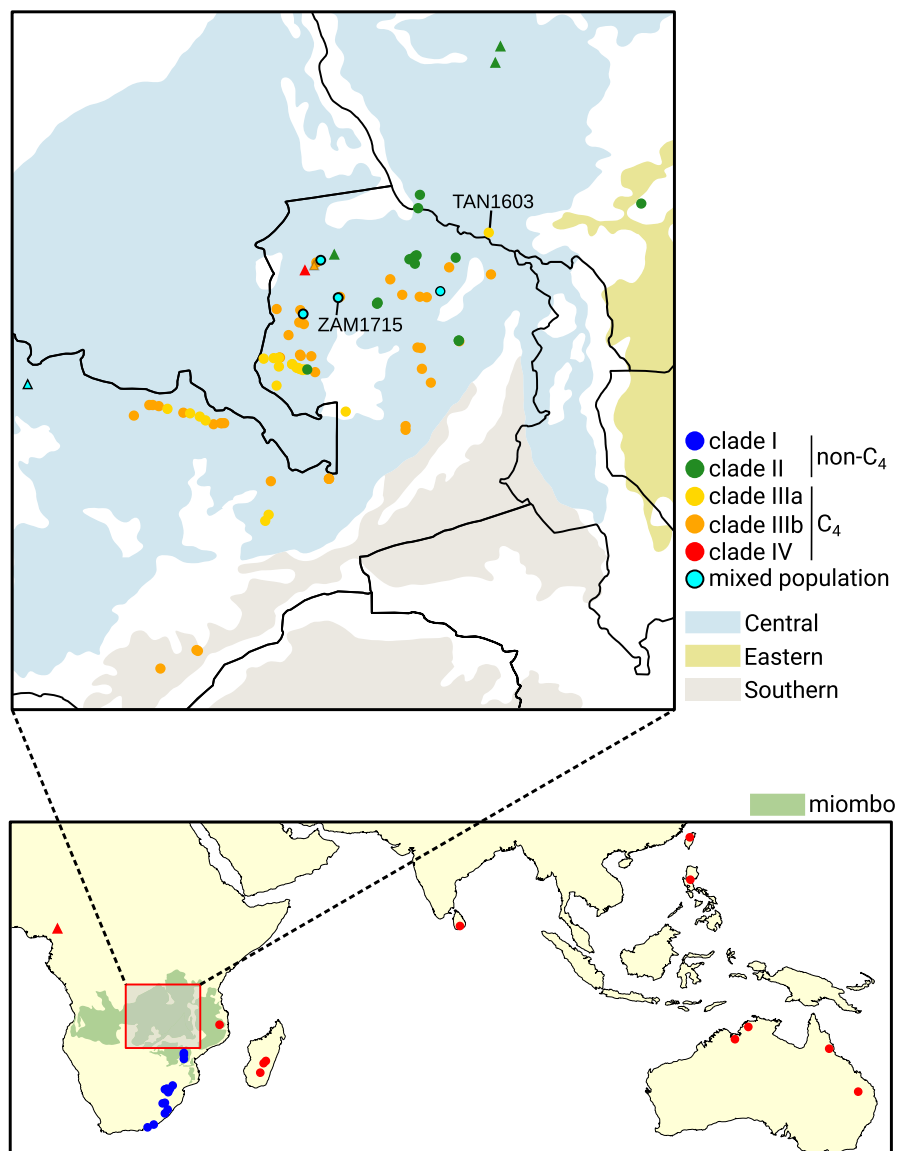 TAN1603
ZAM1715
clade I
clade II
non-C₄
clade IIIa
clade IIIb
C₄
clade IV
mixed population
Central
Eastern
Southern
miombo